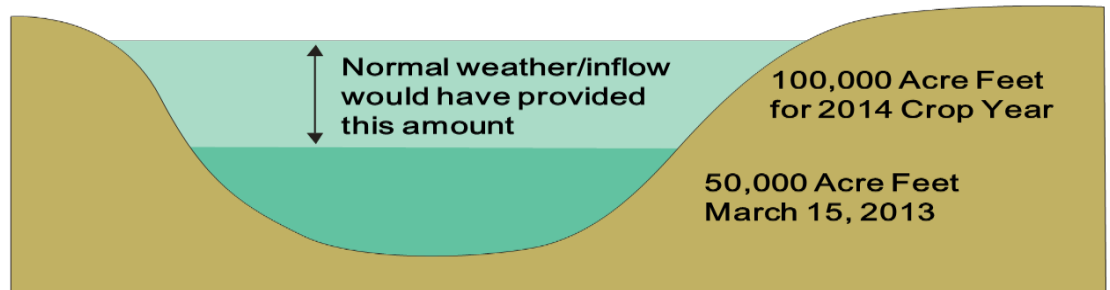 Normal weather/inflow
would have provided
this amount
100,000 Acre Feet
for 2014 Crop Year
50,000 Acre Feet
March 15, 2013